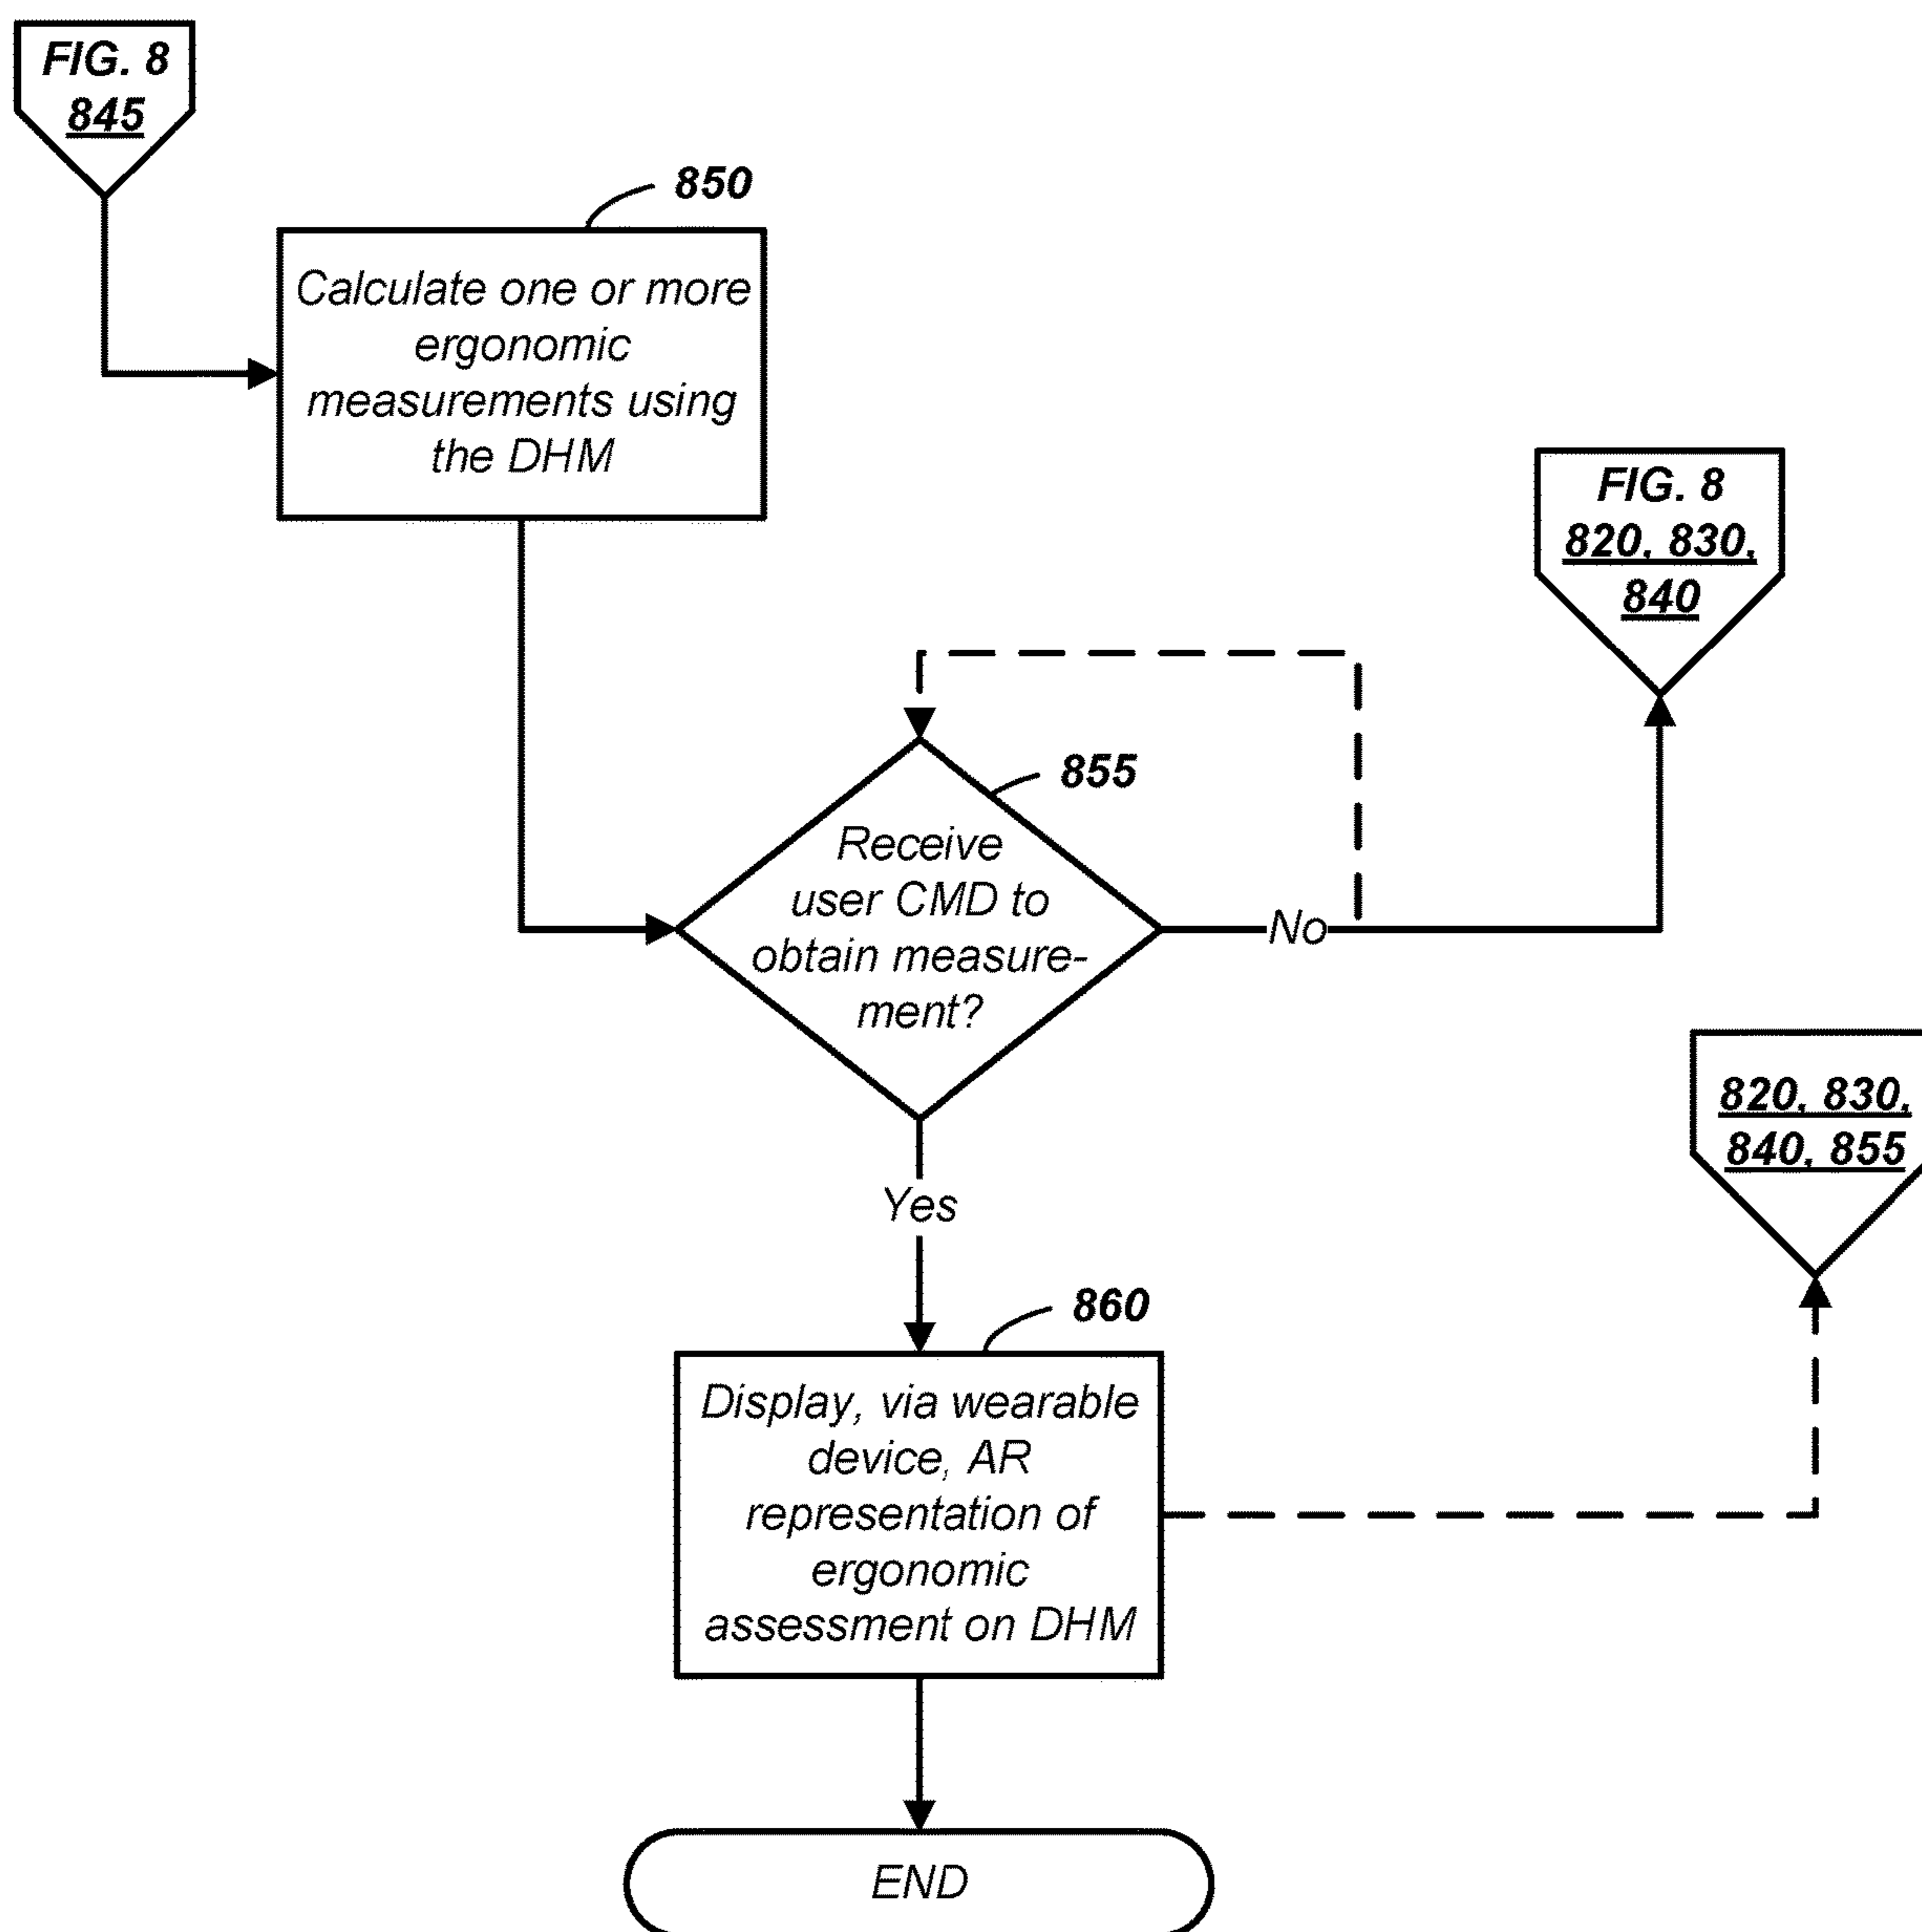 FIG. 8
845
850
Calculate one or more
ergonomic
measurements using
the DHM
FIG. 8
820, 830,
840
855
Receive
user CMD to
obtain measure-
ment?
No
820, 830,
840, 855
Yes
860
Display, via wearable
device, AR
representation of
ergonomic
assessment on DHM
END